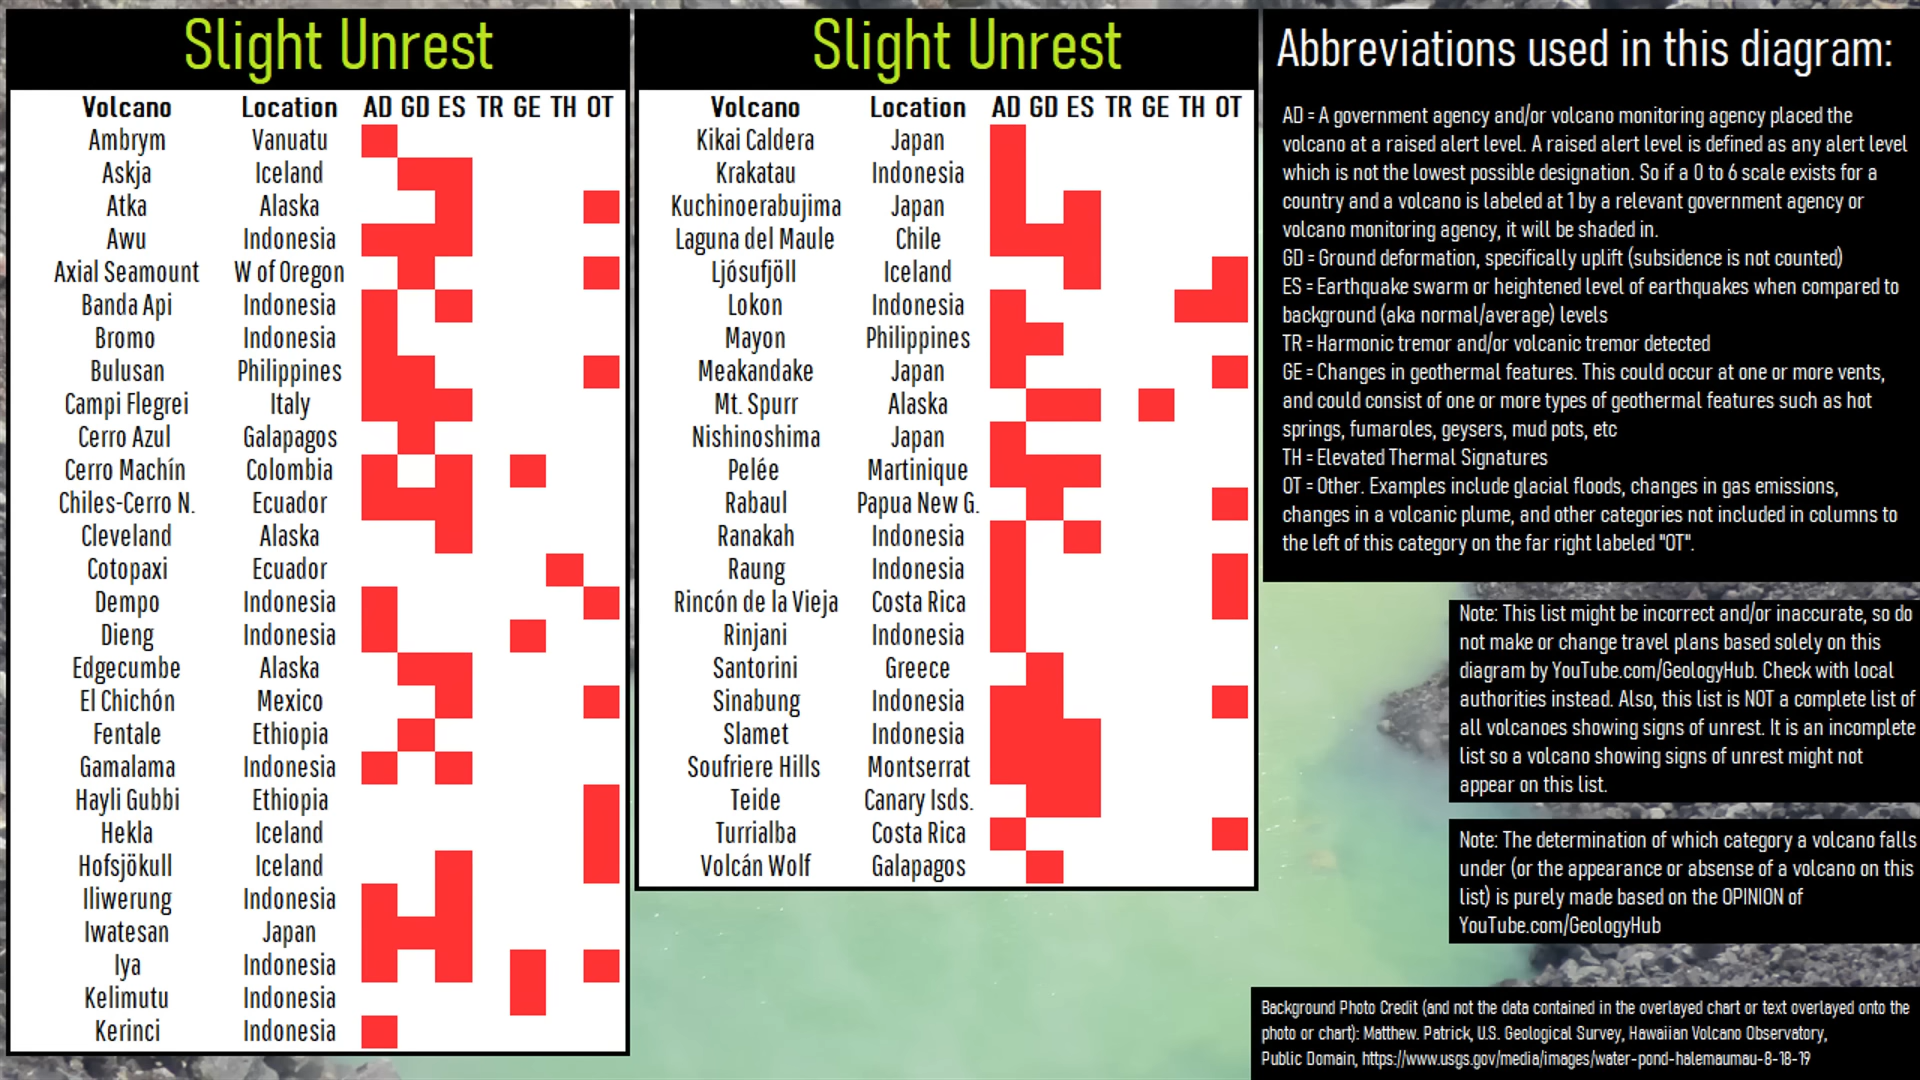 Slight Unrest
Volcano Location AD GD ES TR GE TH OT
Ambrym Vanuatu
Askja Iceland
Atka Alaska
Awu Indonesia
Axial Seamount W of Oregon
Banda Api Indonesia
Bromo Indonesia
Bulusan Philippines
Campi Flegrei Italy
Cerro Azul Galapagos
Cerro Machín Colombia
Chiles-Cerro N. Ecuador
Cleveland Alaska
Cotopaxi Ecuador
Dempo Indonesia
Dieng Indonesia
Edgecumbe Alaska
El Chichón Mexico
Fentale Ethiopia
Gamalama Indonesia
Hayli Gubbi Ethiopia
Hekla Iceland
Hofsjökull Iceland
Iliwerung Indonesia
Iwatesan Japan
Iya Indonesia
Kelimutu Indonesia
Kerinci Indonesia
Slight Unrest
Volcano Location AD GD ES TR GE TH OT
Kikai Caldera Japan
Krakatau Indonesia
Kuchinoerabujima Japan
Laguna del Maule Chile
Ljósufjöll Iceland
Lokon Indonesia
Mayon Philippines
Meakandake Japan
Mt. Spurr Alaska
Nishinoshima Japan
Pelée Martinique
Rabaul Papua New G.
Ranakah Indonesia
Raung Indonesia
Rincón de la Vieja Costa Rica
Rinjani Indonesia
Santorini Greece
Sinabung Indonesia
Slamet Indonesia
Soufriere Hills Montserrat
Teide Canary Isds.
Turrialba Costa Rica
Volcán Wolf Galapagos
Abbreviations used in this diagram:
AD = A government agency and/or volcano monitoring agency placed the
volcano at a raised alert level. A raised alert level is defined as any alert level
which is not the lowest possible designation. So if a 0 to 6 scale exists for a
country and a volcano is labeled at 1 by a relevant government agency or
volcano monitoring agency, it will be shaded in.
GD = Ground deformation, specifically uplift (subsidence is not counted)
ES = Earthquake swarm or heightened level of earthquakes when compared to
background (aka normal/average) levels
TR = Harmonic tremor and/or volcanic tremor detected
GE = Changes in geothermal features. This could occur at one or more vents,
and could consist of one or more types of geothermal features such as hot
springs, fumaroles, geysers, mud pots, etc
TH = Elevated Thermal Signatures
OT = Other. Examples include glacial floods, changes in gas emissions,
changes in a volcanic plume, and other categories not included in columns to
the left of this category on the far right labeled "OT".
Note: This list might be incorrect and/or inaccurate, so do
not make or change travel plans based solely on this
diagram by YouTube.com/GeologyHub. Check with local
authorities instead. Also, this list is NOT a complete list of
all volcanoes showing signs of unrest. It is an incomplete
list so a volcano showing signs of unrest might not
appear on this list.
Note: The determination of which category a volcano falls
under (or the appearance or absense of a volcano on this
list) is purely made based on the OPINION of
YouTube.com/GeologyHub
Background Photo Credit (and not the data contained in the overlayed chart or text overlayed onto the
photo or chart): Matthew. Patrick, U.S. Geological Survey, Hawaiian Volcano Observatory,
Public Domain, https://www.usgs.gov/media/images/water-pond-halemaumau-8-18-19